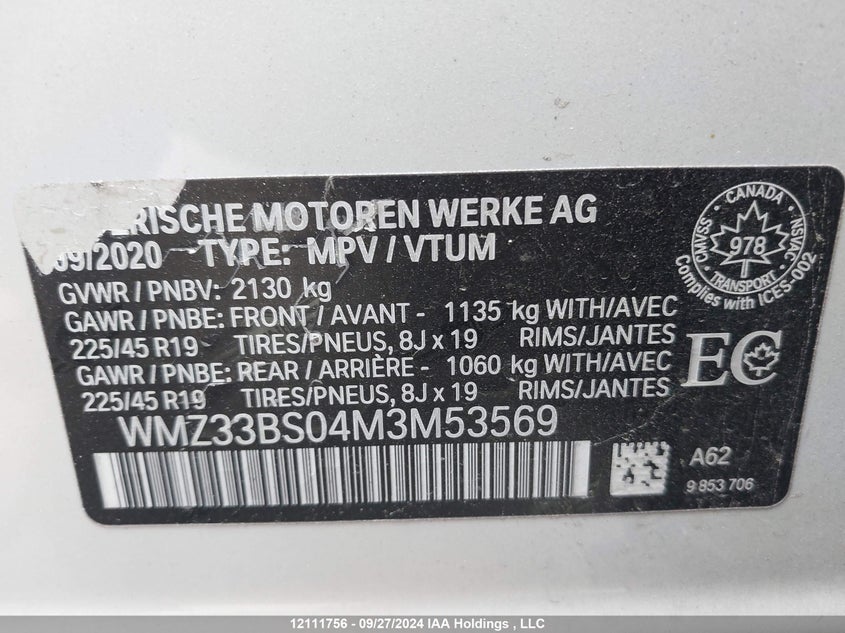 ERISCHE MOTOREN WERKE AG
09/2020 TYPE: MPV / VTUM
GVWR / PNBV: 2130 kg
GAWR / PNBE: FRONT / AVANT - 1135 kg WITH/AVEC
225/45 R19 TIRES/PNEUS, 8J x 19 RIMS/JANTES
GAWR / PNBE: REAR / ARRIÈRE - 1060 kg WITH/AVEC
225/45 R19 TIRES/PNEUS, 8J x 19 RIMS/JANTES
WMZ33BS04M3M53569
CANADA
CMVSS
NSVAC
978
TRANSPORT
Complies with ICES-002
EC
A62
9 853 706
12111756 - 09/27/2024 IAA Holdings , LLC